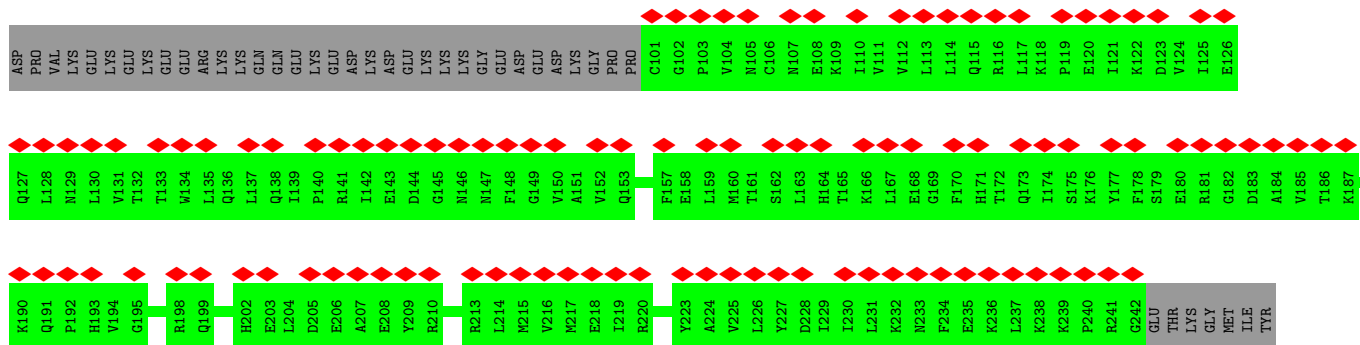 ASP PRO VAL LYS GLU LYS LYS GLU LYS GLU GLU ARG LYS LYS GLN GLN GLU LYS GLU ASP LYS ASP GLU LYS LYS LYS GLY GLU ASP GLU ASP LYS GLY PRO PRO C101 G102 P103 V104 N105 C106 N107 E108 K109 I110 V111 V112 L113 L114 Q115 R116 L117 K118 P119 E120 I121 K122 D123 V124 I125 E126
Q127 L128 N129 L130 V131 T132 T133 W134 L135 Q136 L137 Q138 I139 P140 R141 I142 E143 D144 G145 N146 N147 F148 G149 V150 A151 V152 Q153 F157 E158 L159 M160 T161 S162 L163 H164 T165 K166 L167 E168 G169 F170 H171 T172 Q173 I174 S175 K176 Y177 F178 S179 E180 R181 G182 D183 A184 V185 T186 K187
K190 Q191 P192 H193 V194 G195 R198 Q199 H202 E203 L204 D205 E206 A207 E208 Y209 R210 R213 L214 M215 V216 M217 E218 I219 R220 Y223 A224 V225 L226 Y227 D228 I229 I230 L231 K232 N233 F234 E235 K236 L237 K238 K239 P240 R241 G242 GLU THR LYS GLY MET ILE TYR